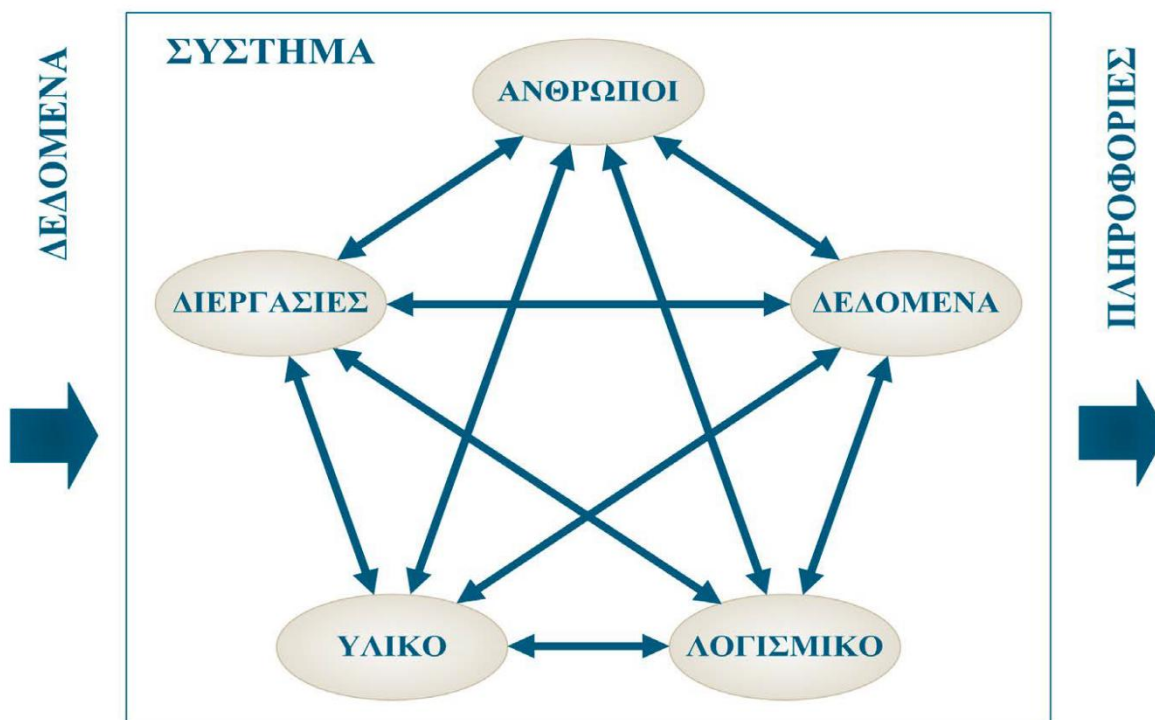 ΔΕΔΟΜΕΝΑ
ΣΥΣΤΗΜΑ
ΑΝΘΡΩΠΟΙ
ΔΙΕΡΓΑΣΙΕΣ
ΔΕΔΟΜΕΝΑ
ΥΛΙΚΟ
ΛΟΓΙΣΜΙΚΟ
ΠΛΗΡΟΦΟΡΙΕΣ